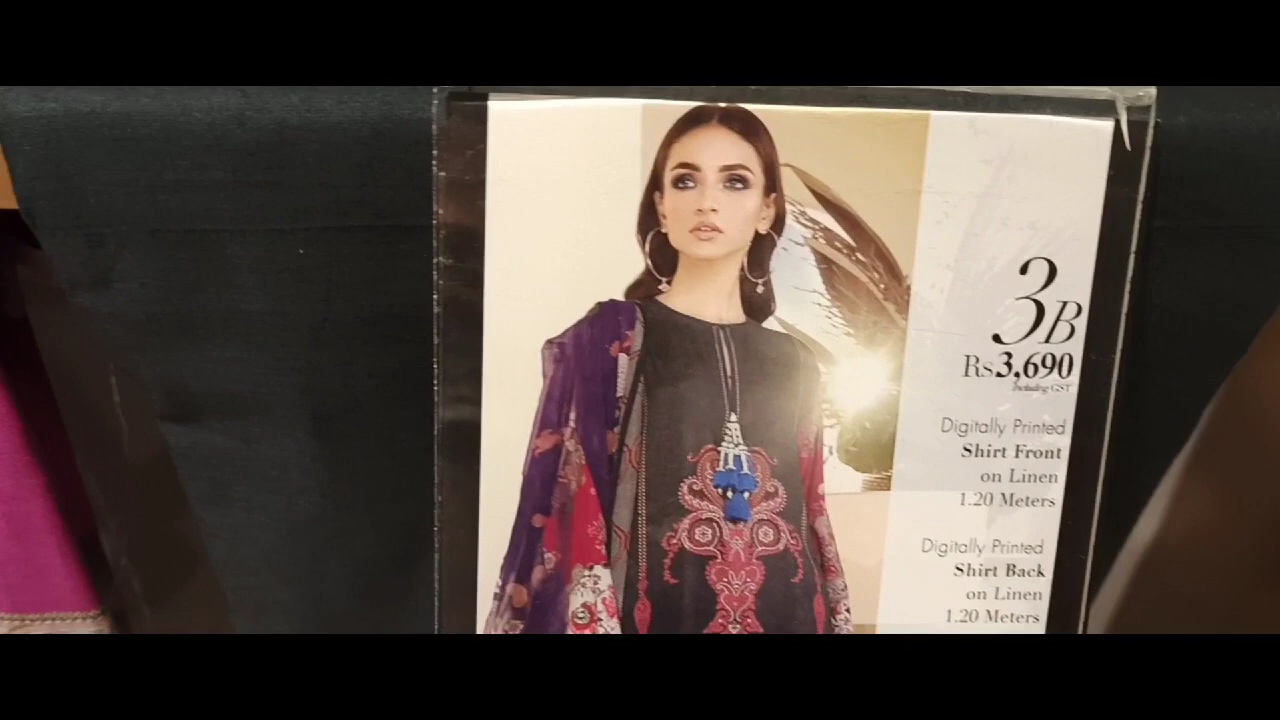 3B
Rs3,690
Including GST
Digitally Printed
Shirt Front
on Linen
1.20 Meters
Digitally Printed
Shirt Back
on Linen
1.20 Meters